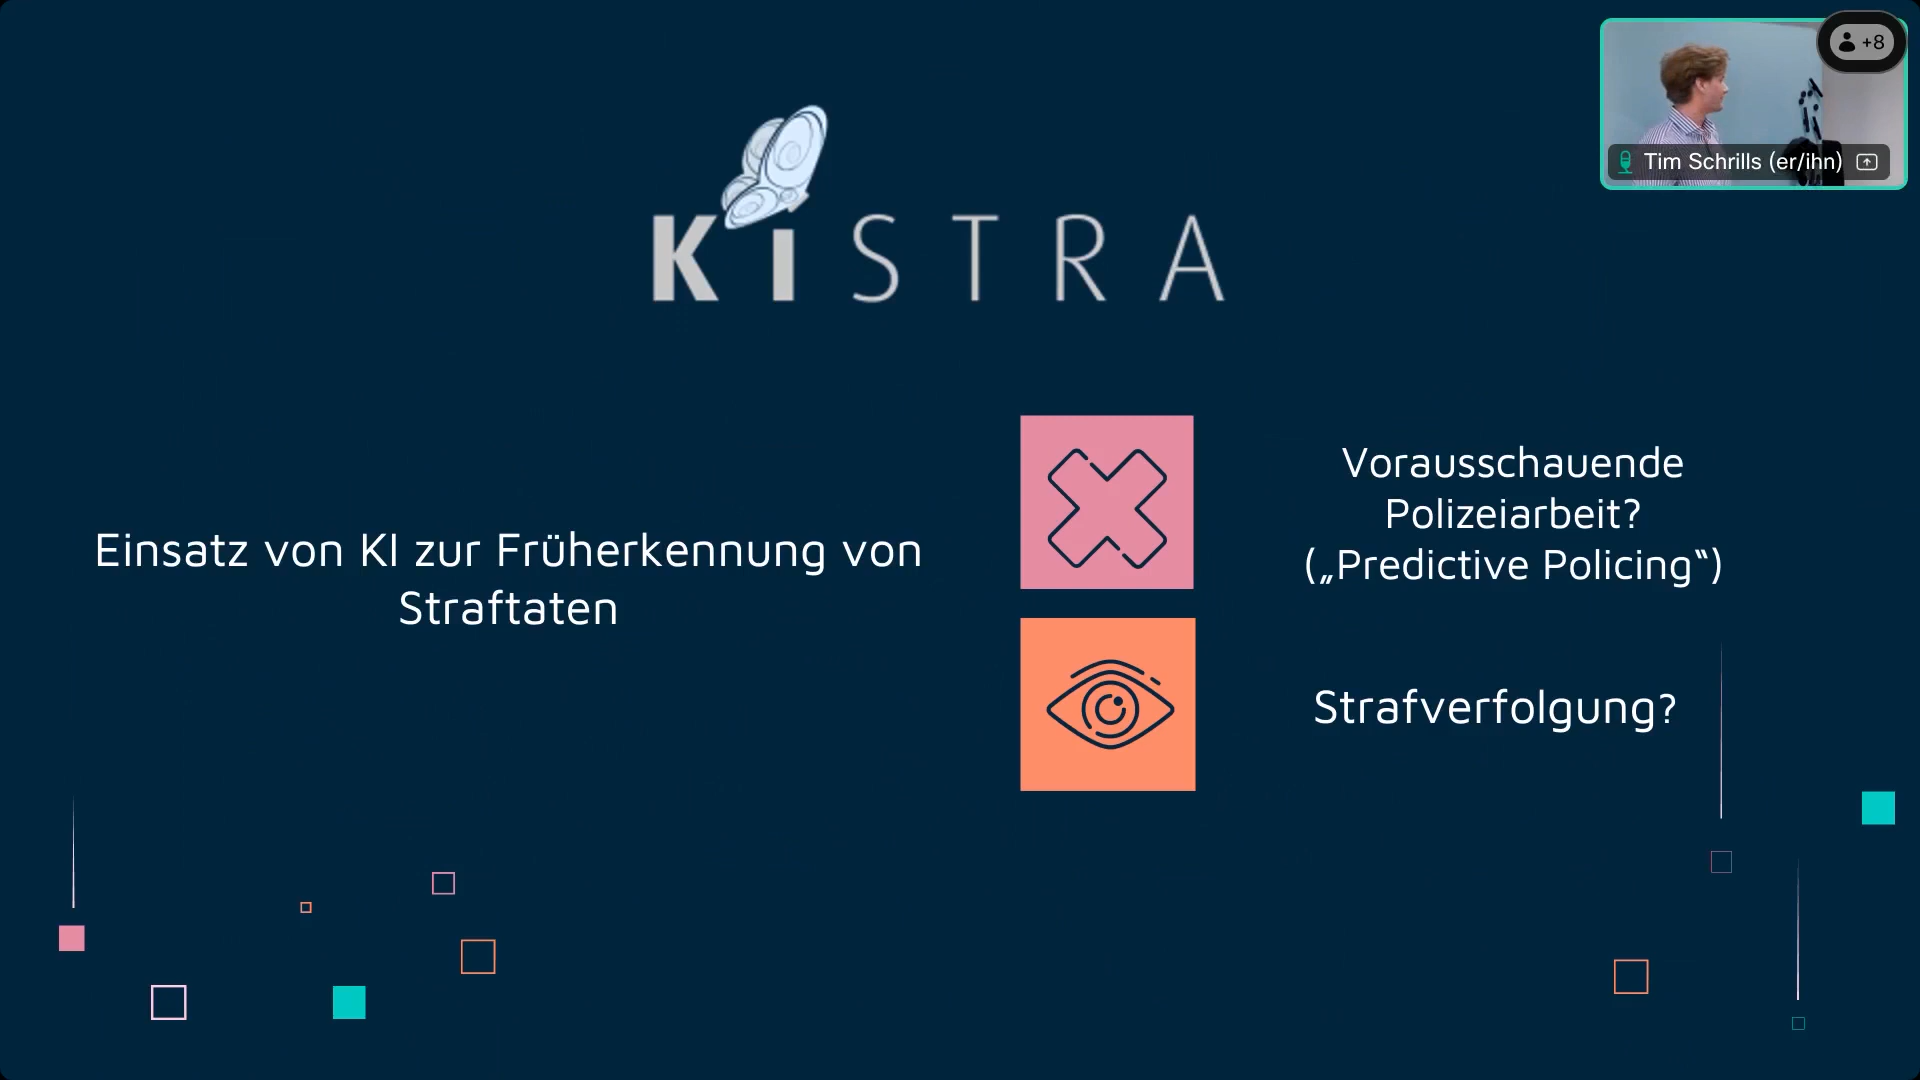 +8
Tim Schrills (er/ihn)
KISTRA
Einsatz von KI zur Früherkennung von
Straftaten
Vorausschauende
Polizeiarbeit?
(„Predictive Policing“)
Strafverfolgung?